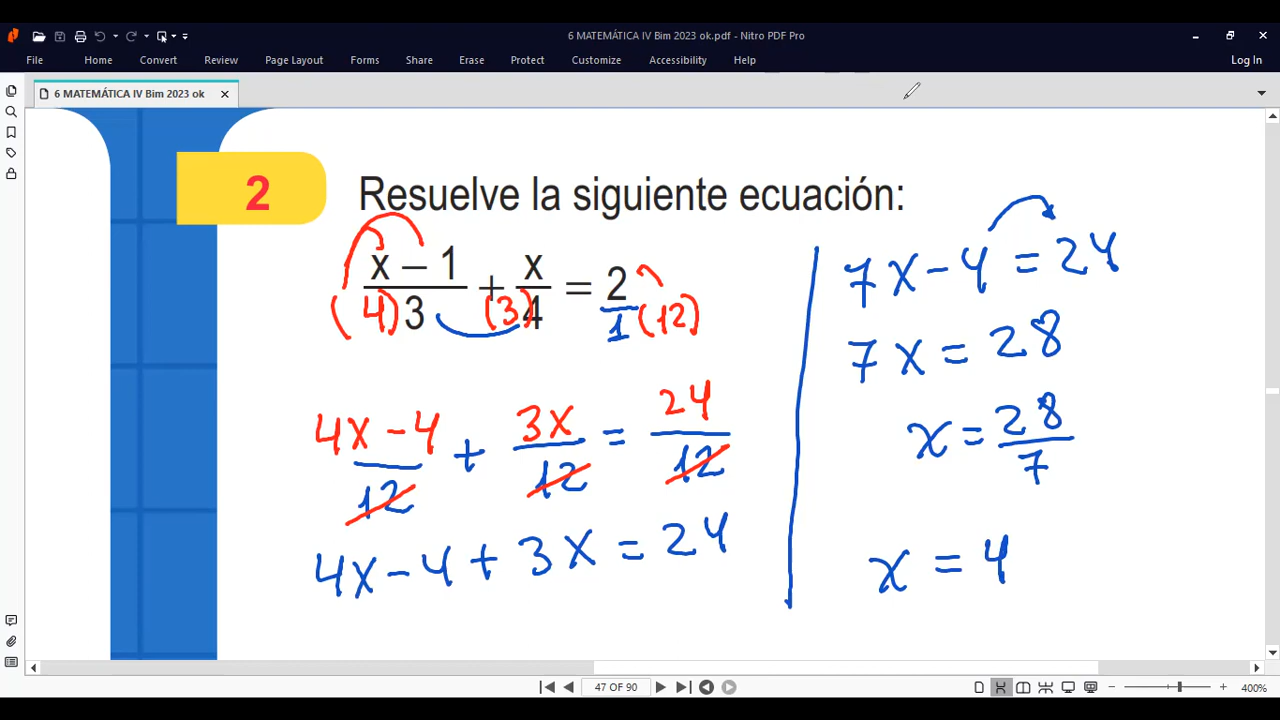 6 MATEMÁTICA IV Bim 2023 ok.pdf - Nitro PDF Pro
File Home Convert Review Page Layout Forms Share Erase Protect Customize Accessibility Help Log In
6 MATEMÁTICA IV Bim 2023 ok
2 Resuelve la siguiente ecuación:
x – 1 / (4) 3 + x / (3) 4 = 2 / 1 (12)
4x - 4 / 12 + 3x / 12 = 24 / 12
4x - 4 + 3x = 24
7x - 4 = 24
7x = 28
x = 28 / 7
x = 4
47 OF 90
400%